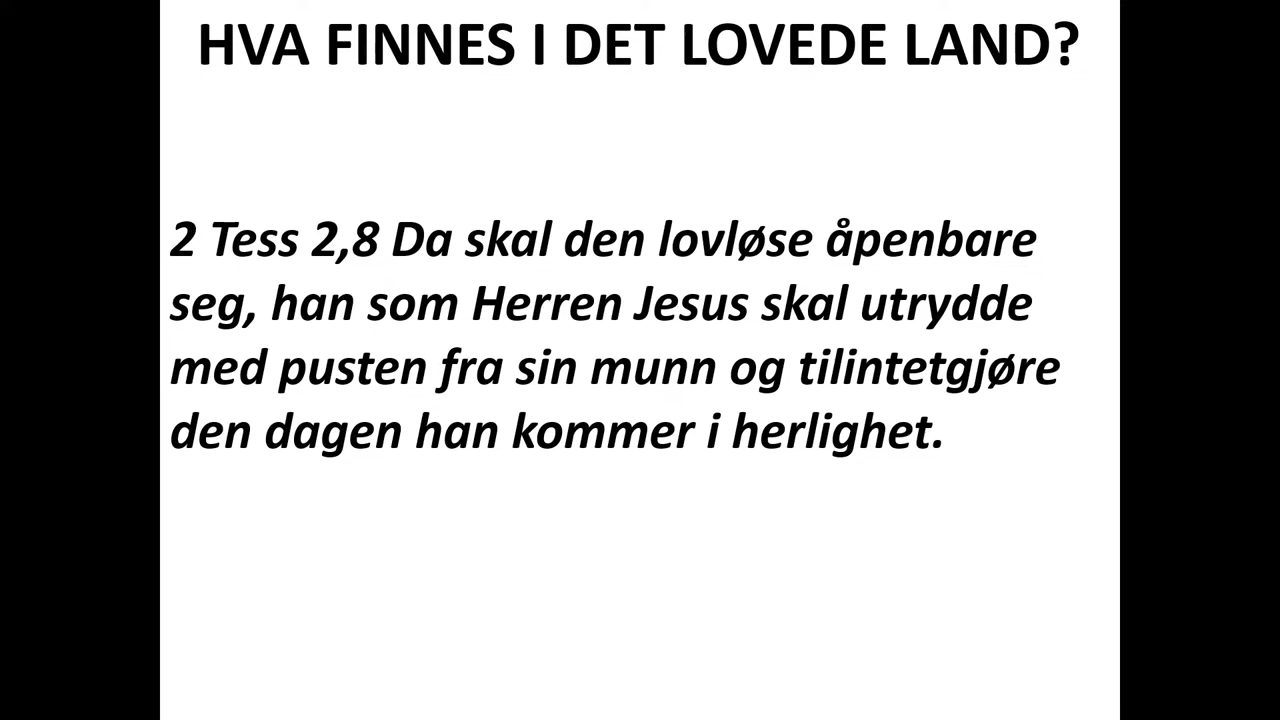 HVA FINNES I DET LOVEDE LAND?
2 Tess 2,8 Da skal den lovløse åpenbare
seg, han som Herren Jesus skal utrydde
med pusten fra sin munn og tilintetgjøre
den dagen han kommer i herlighet.